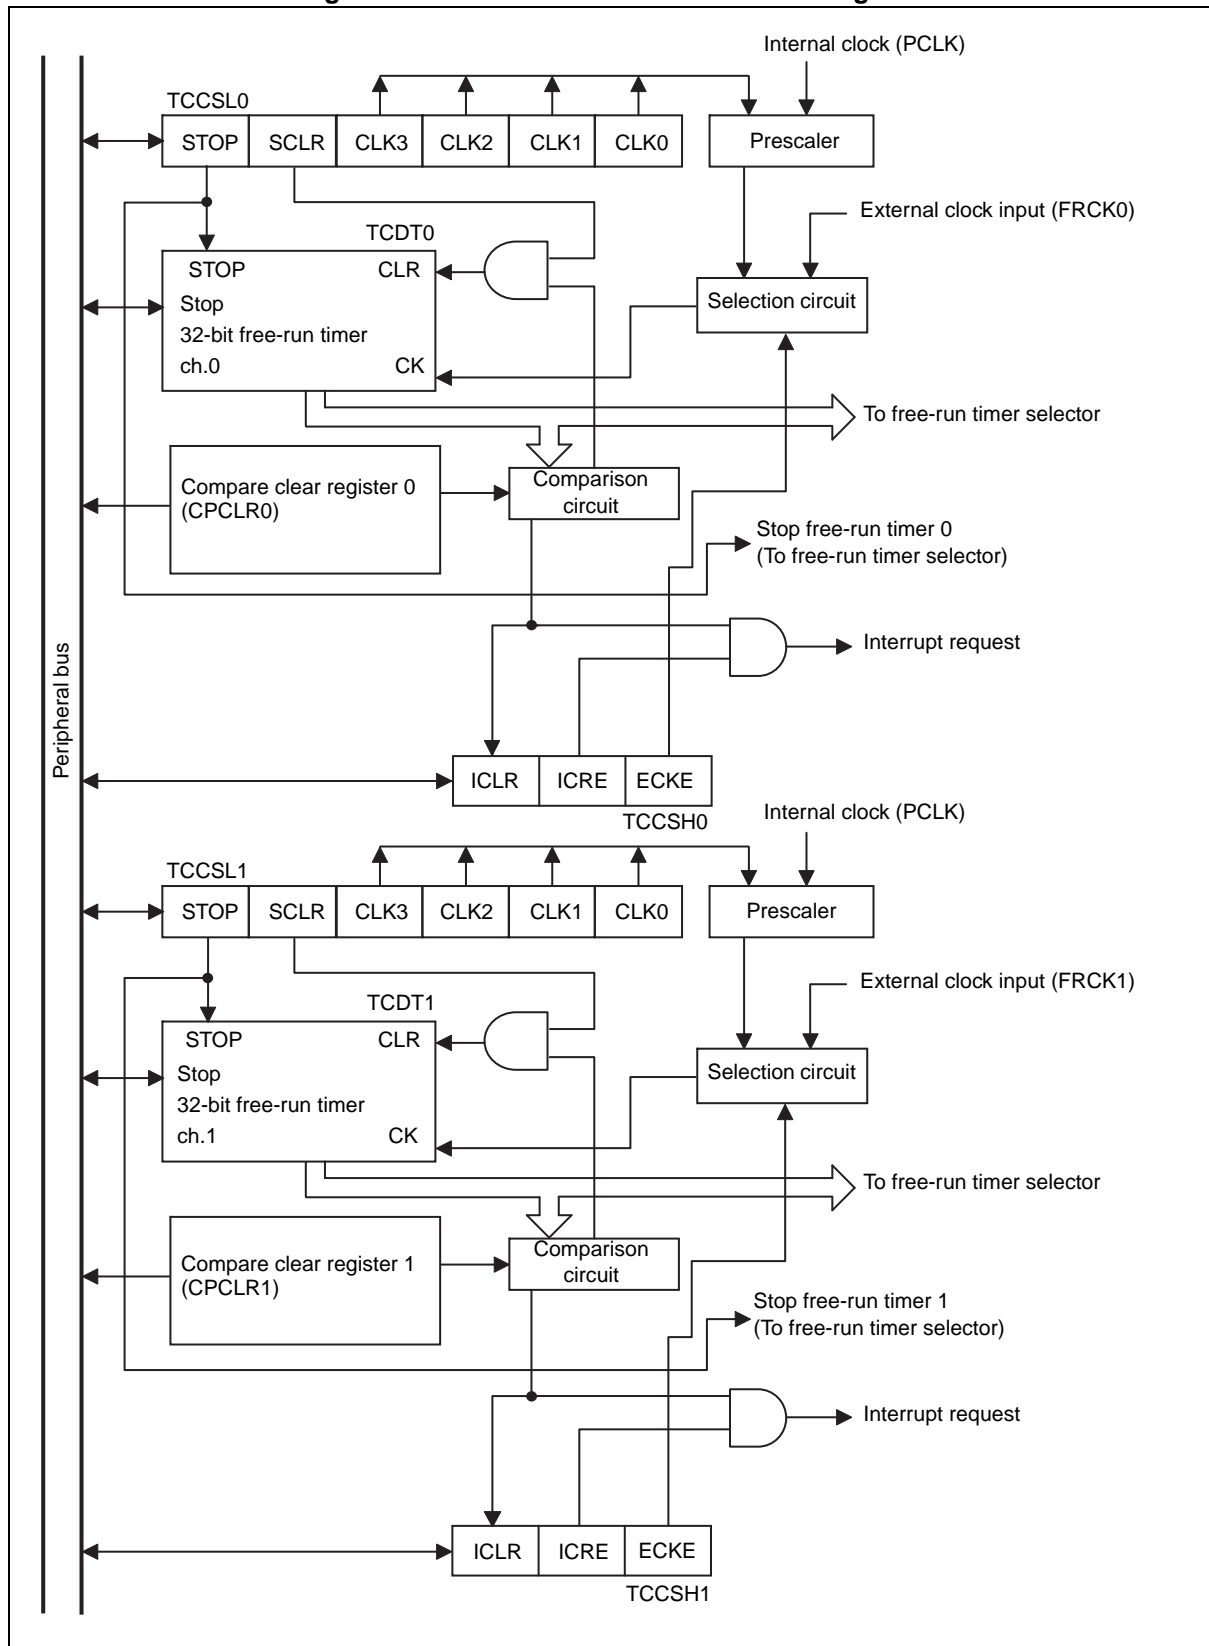 Internal clock (PCLK)
TCCSL0
STOP SCLR CLK3 CLK2 CLK1 CLK0
Prescaler
External clock input (FRCK0)
TCDT0
STOP CLR
Stop
32-bit free-run timer
ch.0 CK
Selection circuit
To free-run timer selector
Compare clear register 0
(CPCLR0)
Comparison
circuit
Stop free-run timer 0
(To free-run timer selector)
Interrupt request
Peripheral bus
ICLR ICRE ECKE
TCCSH0
Internal clock (PCLK)
TCCSL1
STOP SCLR CLK3 CLK2 CLK1 CLK0
Prescaler
External clock input (FRCK1)
TCDT1
STOP CLR
Stop
32-bit free-run timer
ch.1 CK
Selection circuit
To free-run timer selector
Compare clear register 1
(CPCLR1)
Comparison
circuit
Stop free-run timer 1
(To free-run timer selector)
Interrupt request
ICLR ICRE ECKE
TCCSH1